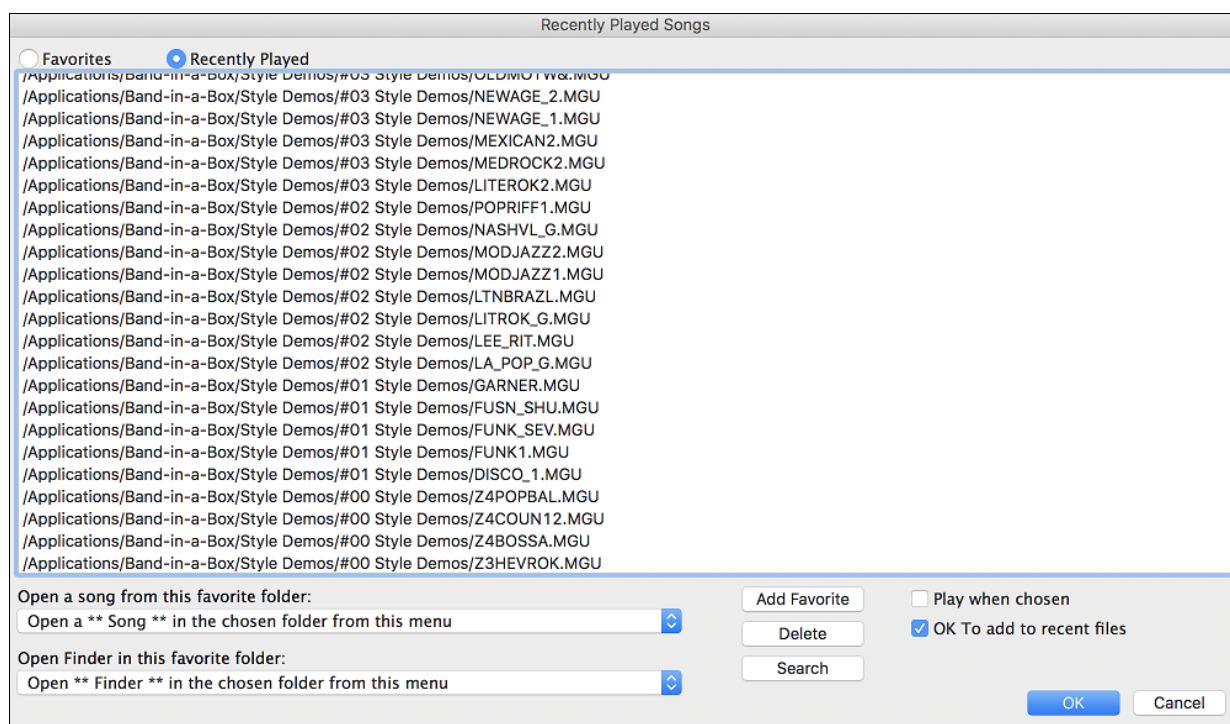 Recently Played Songs
Favorites Recently Played
/Applications/Band-in-a-Box/Style Demos/#03 Style Demos/OLDMOTW&.MGU
/Applications/Band-in-a-Box/Style Demos/#03 Style Demos/NEWAGE_2.MGU
/Applications/Band-in-a-Box/Style Demos/#03 Style Demos/NEWAGE_1.MGU
/Applications/Band-in-a-Box/Style Demos/#03 Style Demos/MEXICAN2.MGU
/Applications/Band-in-a-Box/Style Demos/#03 Style Demos/MEDROCK2.MGU
/Applications/Band-in-a-Box/Style Demos/#03 Style Demos/LITEROK2.MGU
/Applications/Band-in-a-Box/Style Demos/#02 Style Demos/POPRIFF1.MGU
/Applications/Band-in-a-Box/Style Demos/#02 Style Demos/NASHVL_G.MGU
/Applications/Band-in-a-Box/Style Demos/#02 Style Demos/MODJAZZ2.MGU
/Applications/Band-in-a-Box/Style Demos/#02 Style Demos/MODJAZZ1.MGU
/Applications/Band-in-a-Box/Style Demos/#02 Style Demos/LTNBRAZL.MGU
/Applications/Band-in-a-Box/Style Demos/#02 Style Demos/LITROK_G.MGU
/Applications/Band-in-a-Box/Style Demos/#02 Style Demos/LEE_RIT.MGU
/Applications/Band-in-a-Box/Style Demos/#02 Style Demos/LA_POP_G.MGU
/Applications/Band-in-a-Box/Style Demos/#01 Style Demos/GARNER.MGU
/Applications/Band-in-a-Box/Style Demos/#01 Style Demos/FUSN_SHU.MGU
/Applications/Band-in-a-Box/Style Demos/#01 Style Demos/FUNK_SEV.MGU
/Applications/Band-in-a-Box/Style Demos/#01 Style Demos/FUNK1.MGU
/Applications/Band-in-a-Box/Style Demos/#01 Style Demos/DISCO_1.MGU
/Applications/Band-in-a-Box/Style Demos/#00 Style Demos/Z4POPBAL.MGU
/Applications/Band-in-a-Box/Style Demos/#00 Style Demos/Z4COUN12.MGU
/Applications/Band-in-a-Box/Style Demos/#00 Style Demos/Z4BOSSA.MGU
/Applications/Band-in-a-Box/Style Demos/#00 Style Demos/Z3HEVROK.MGU
Open a song from this favorite folder:
Open a ** Song ** in the chosen folder from this menu
Open Finder in this favorite folder:
Open ** Finder ** in the chosen folder from this menu
Add Favorite
Delete
Search
Play when chosen
OK To add to recent files
OK Cancel